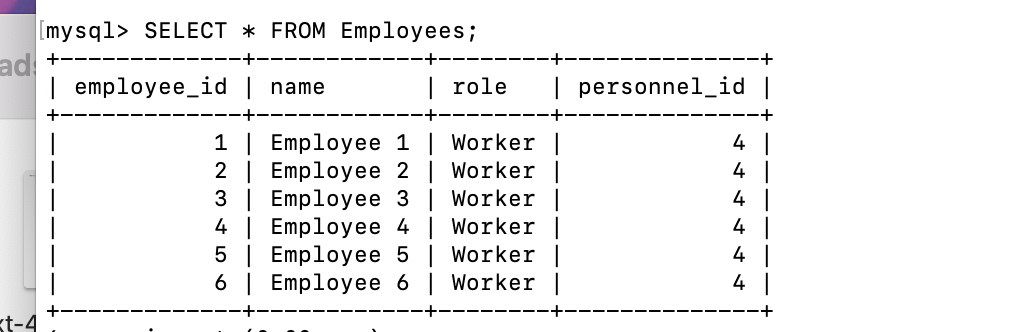 [mysql> SELECT * FROM Employees;
+-------------+------------+--------+--------------+
| employee_id | name       | role   | personnel_id |
+-------------+------------+--------+--------------+
|           1 | Employee 1 | Worker |            4 |
|           2 | Employee 2 | Worker |            4 |
|           3 | Employee 3 | Worker |            4 |
|           4 | Employee 4 | Worker |            4 |
|           5 | Employee 5 | Worker |            4 |
|           6 | Employee 6 | Worker |            4 |
+-------------+------------+--------+--------------+